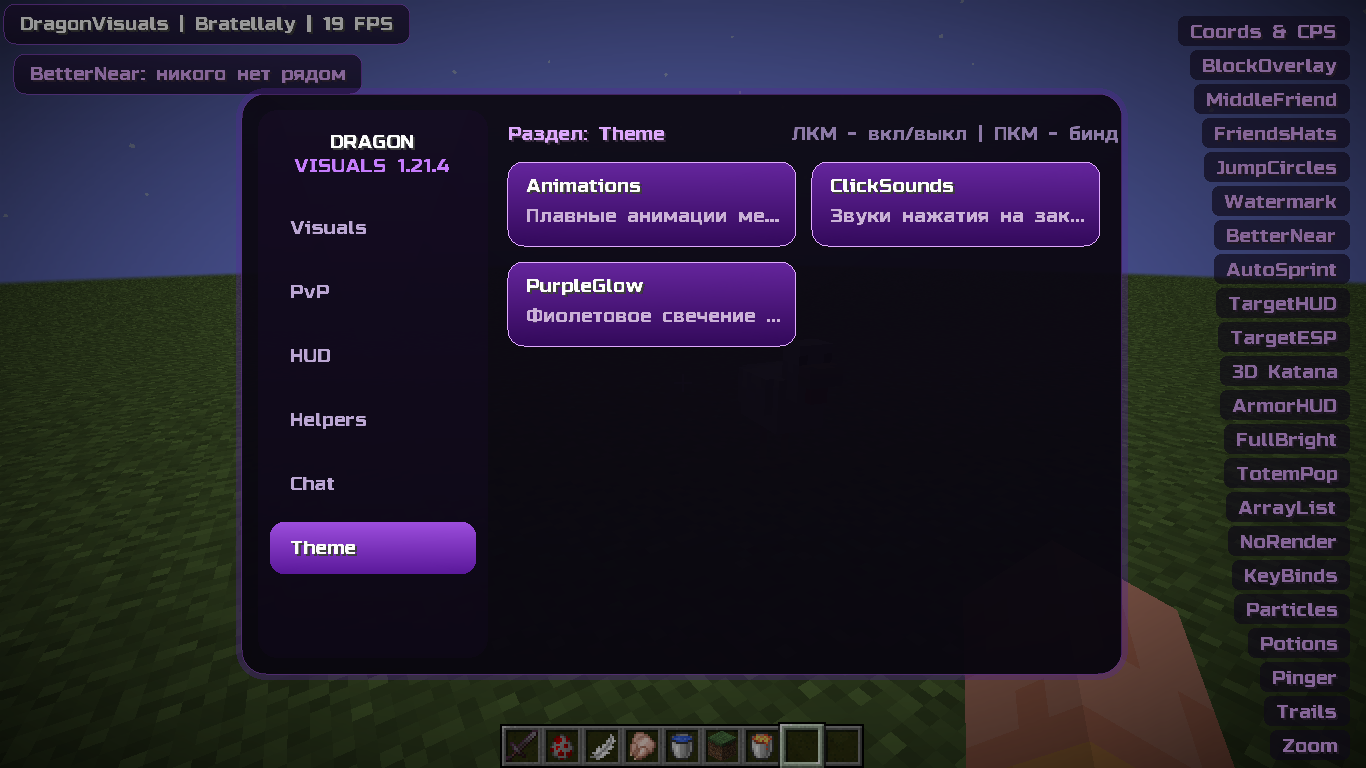 DragonVisuals | Bratellaly | 19 FPS
BetterNear: никого нет рядом
DRAGON
VISUALS 1.21.4
Visuals
PvP
HUD
Helpers
Chat
Theme
Раздел: Theme
ЛКМ - вкл/выкл | ПКМ - бинд
Animations
Плавные анимации ме...
ClickSounds
Звуки нажатия на зак...
PurpleGlow
Фиолетовое свечение ...
Coords & CPS
BlockOverlay
MiddleFriend
FriendsHats
JumpCircles
Watermark
BetterNear
AutoSprint
TargetHUD
TargetESP
3D Katana
ArmorHUD
FullBright
TotemPop
ArrayList
NoRender
KeyBinds
Particles
Potions
Pinger
Trails
Zoom